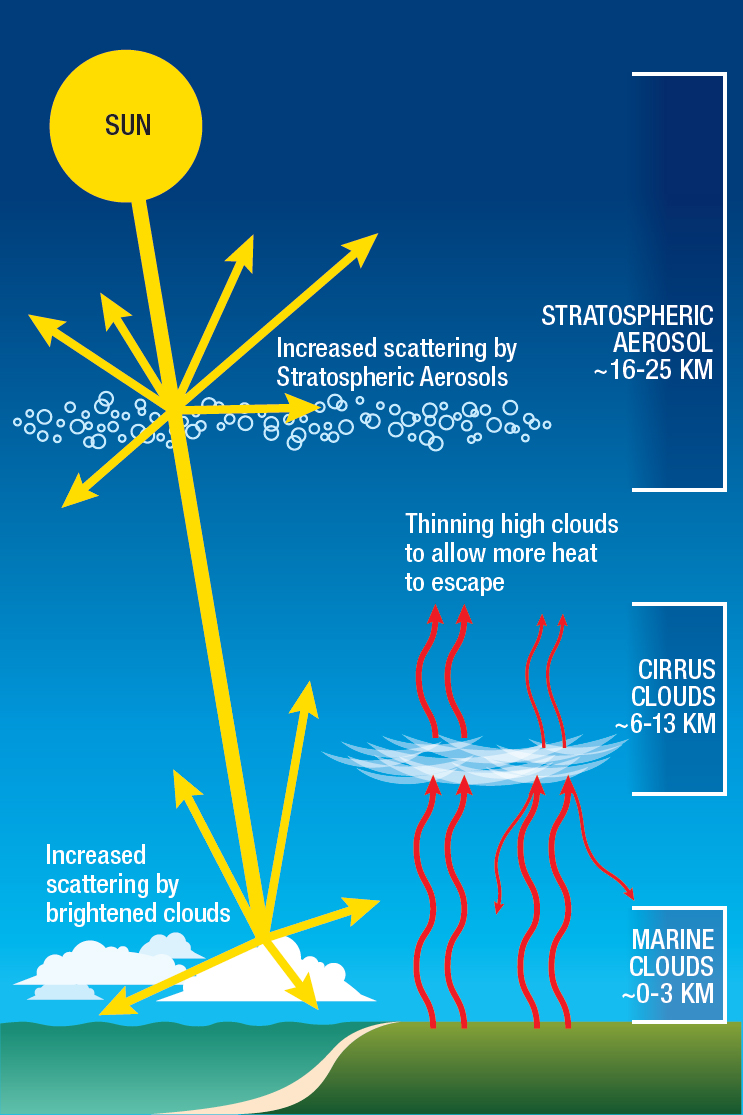 SUN
Increased scattering by
Stratospheric Aerosols
STRATOSPHERIC
AEROSOL
~16-25 KM
Thinning high clouds
to allow more heat
to escape
CIRRUS
CLOUDS
~6-13 KM
Increased
scattering by
brightened clouds
MARINE
CLOUDS
~0-3 KM